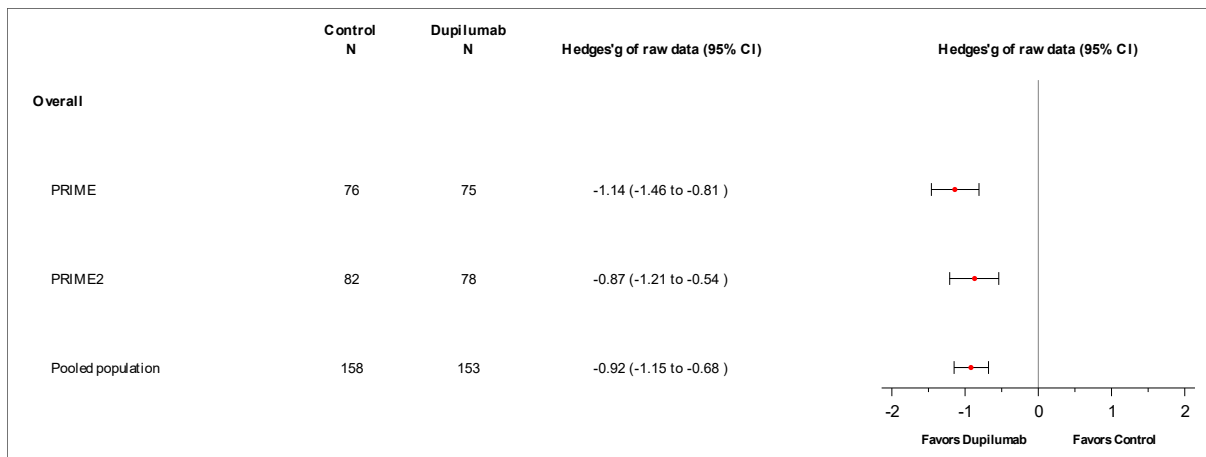 Control Dupilumab
N N Hedges'g of raw data (95% CI) Hedges'g of raw data (95% CI)
Overall
PRIME 76 75 -1.14 (-1.46 to -0.81 )
PRIME2 82 78 -0.87 (-1.21 to -0.54 )
Pooled population 158 153 -0.92 (-1.15 to -0.68 )
-2 -1 0 1 2
Favors Dupilumab Favors Control